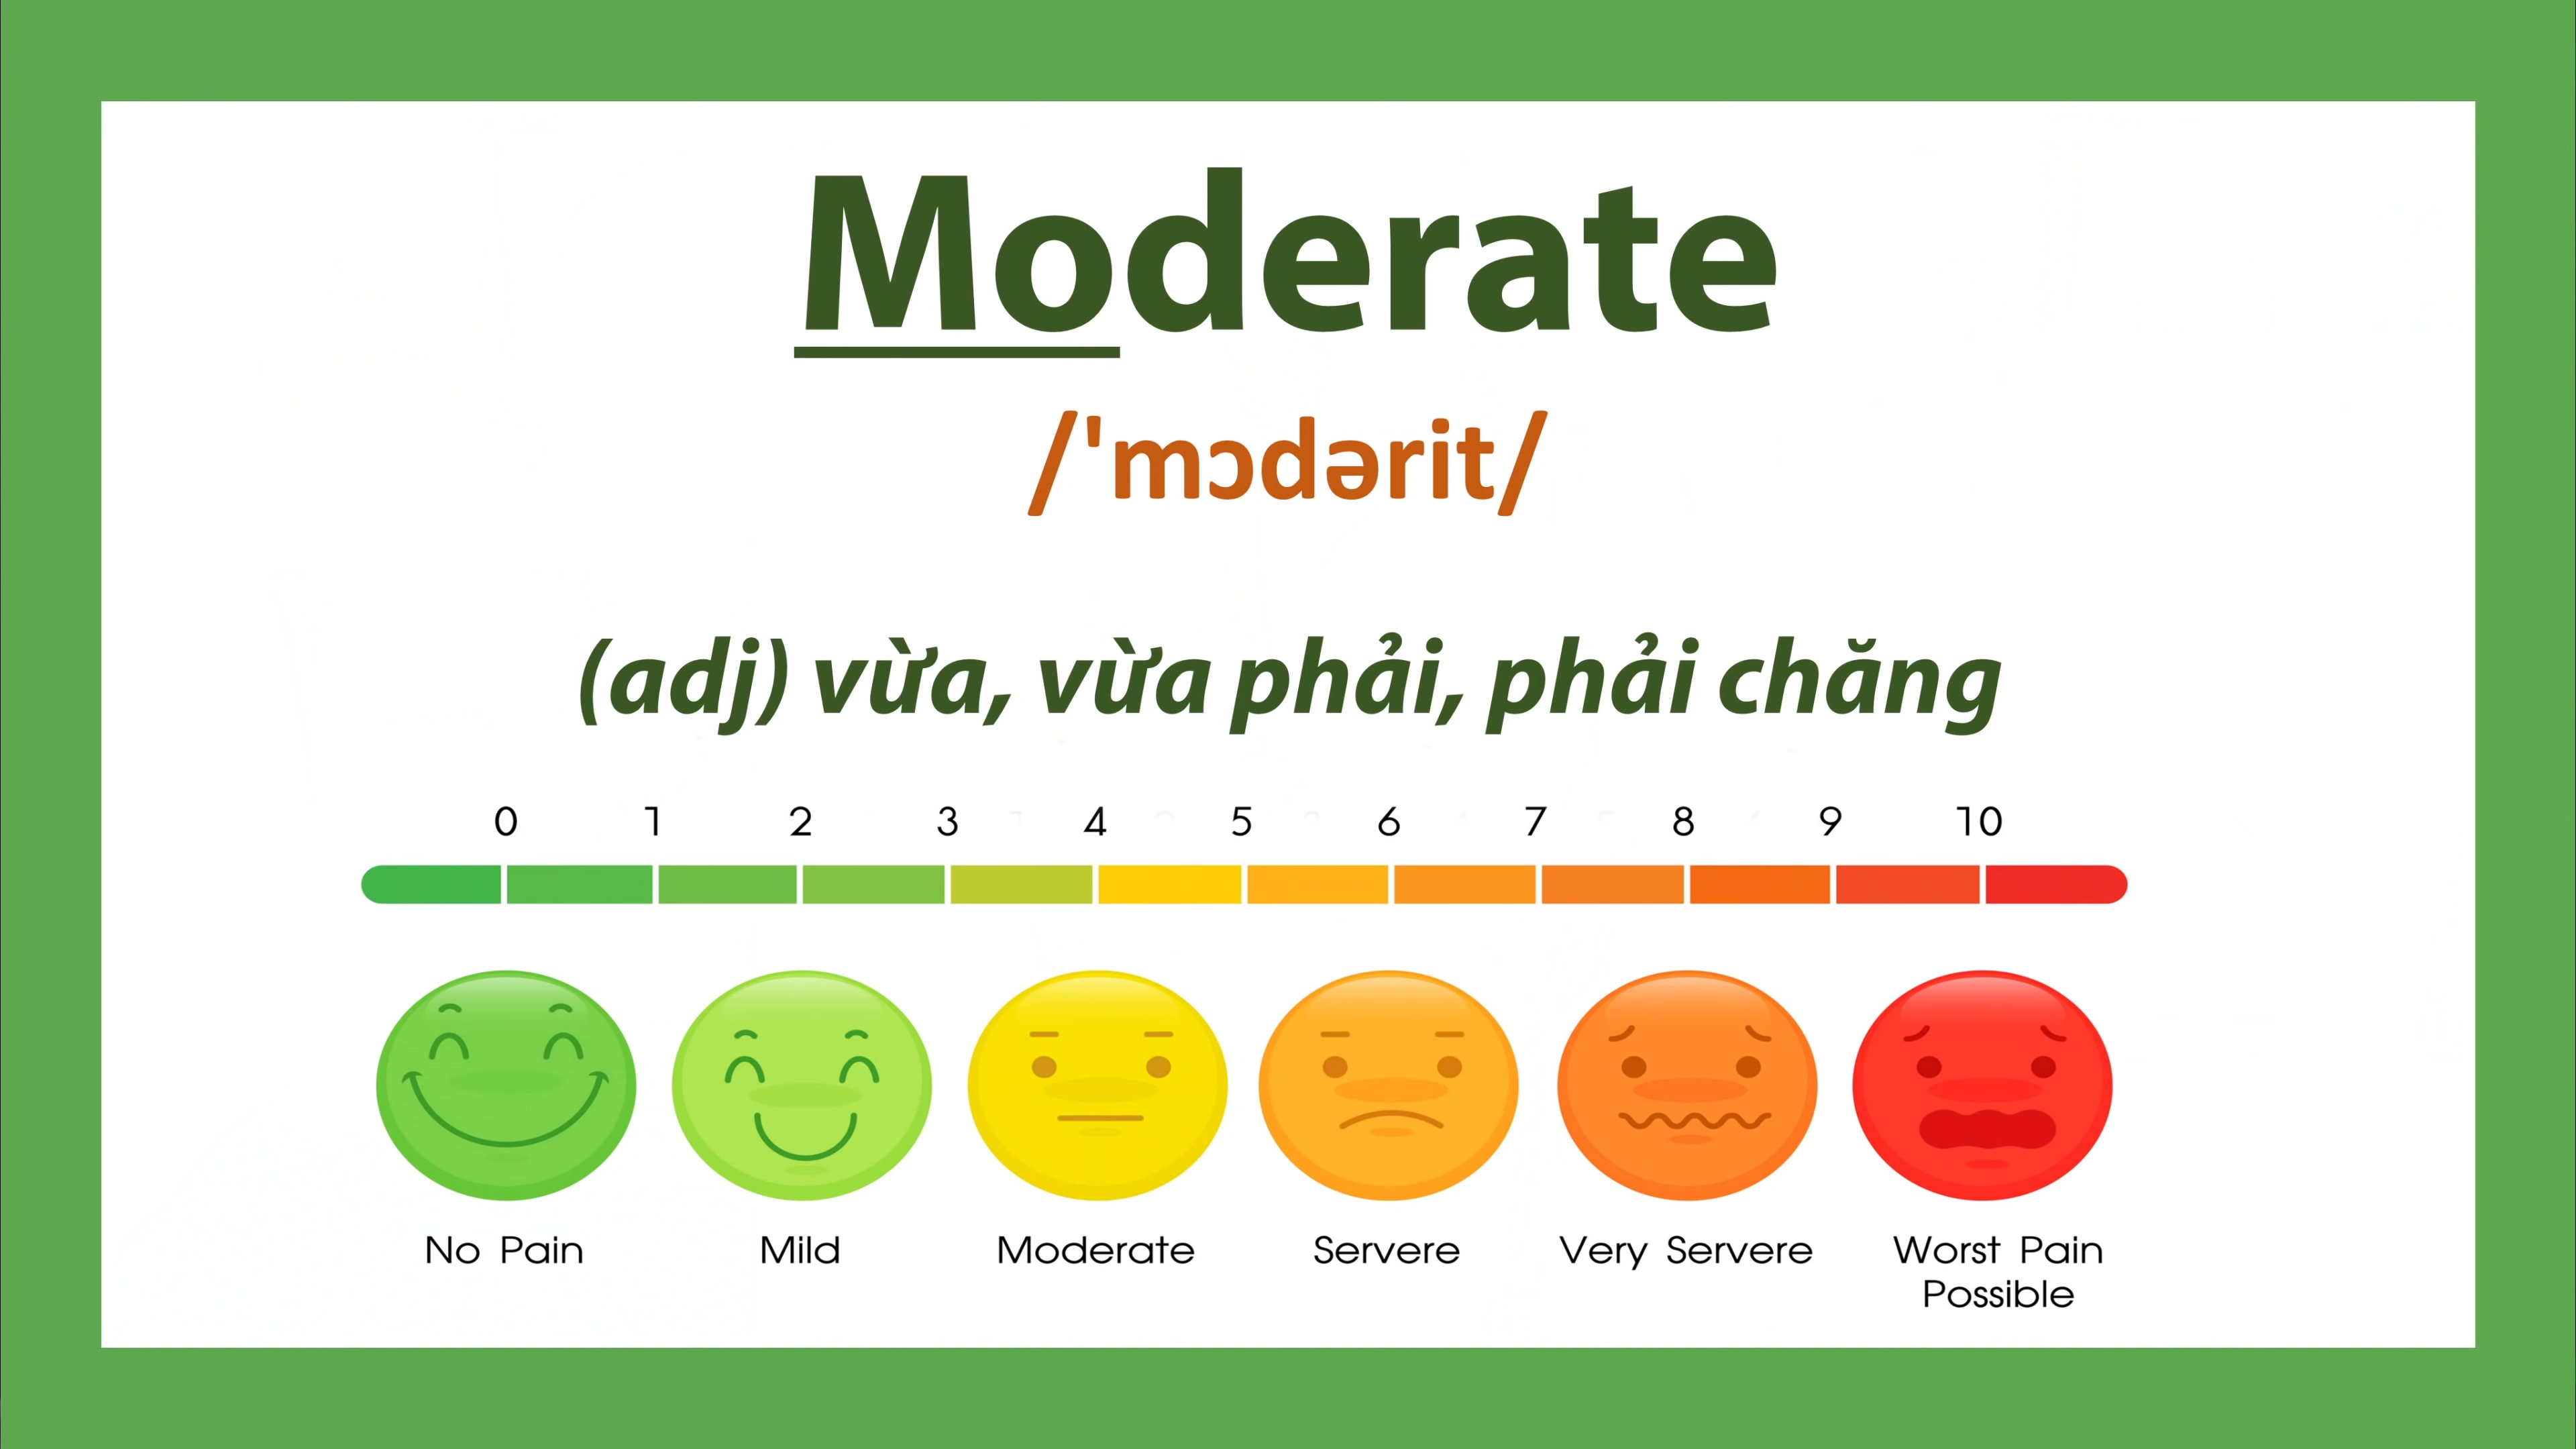 Moderate
/'mɔdərit/
(adj) vừa, vừa phải, phải chăng
0 1 2 3 4 5 6 7 8 9 10
No Pain Mild Moderate Servere Very Servere Worst Pain
Possible